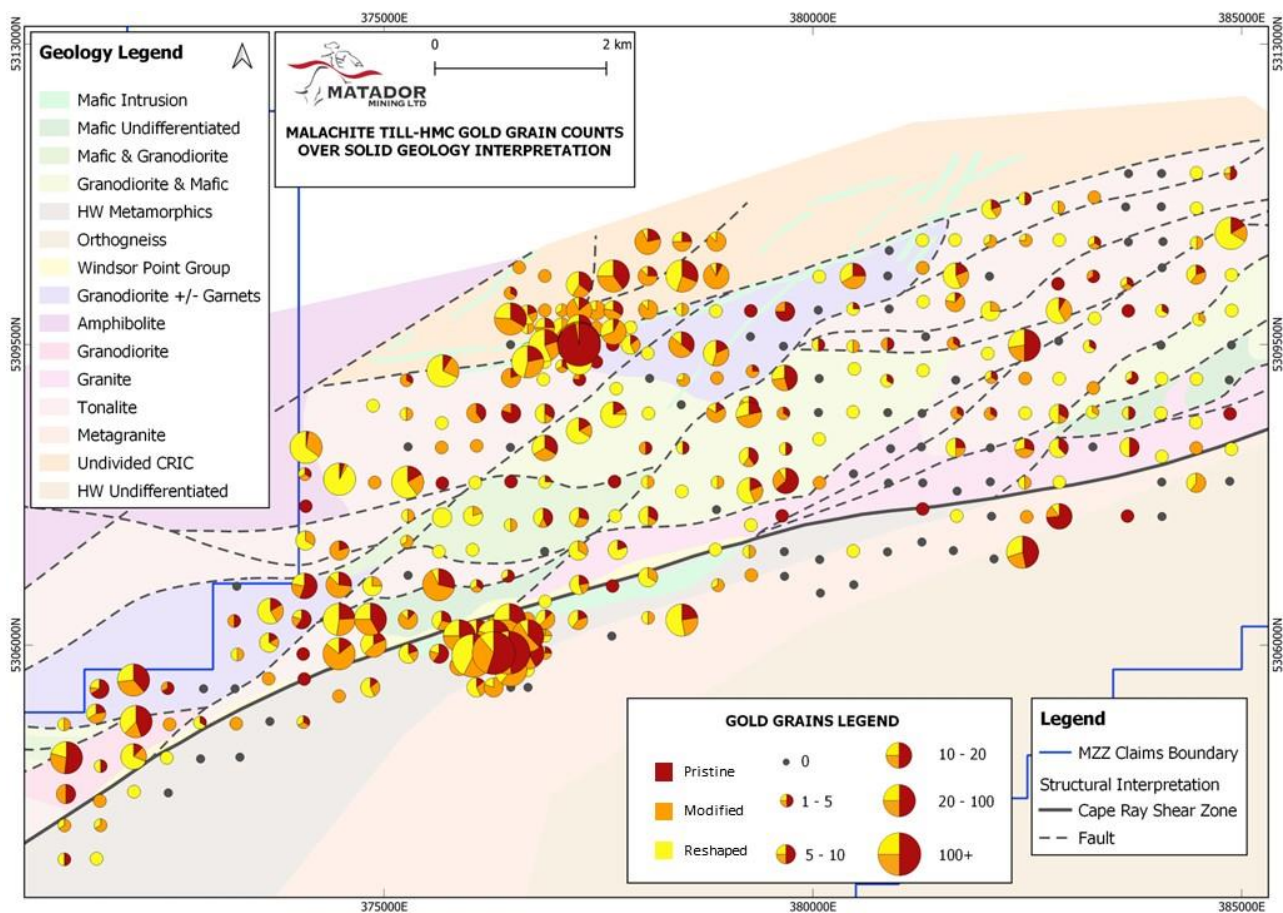 375000E
380000E
385000E
5313000N
5313000N
Geology Legend
Mafic Intrusion
Mafic Undifferentiated
Mafic & Granodiorite
Granodiorite & Mafic
HW Metamorphics
Orthogneiss
Windsor Point Group
Granodiorite +/- Garnets
Amphibolite
Granodiorite
Granite
Tonalite
Metagranite
Undivided CRIC
HW Undifferentiated
0
2 km
MATADOR
MINING LTD
MALACHITE TILL-HMC GOLD GRAIN COUNTS
OVER SOLID GEOLOGY INTERPRETATION
5309500N
5309500N
5306000N
5306000N
GOLD GRAINS LEGEND
Pristine
Modified
Reshaped
0
1 - 5
5 - 10
10 - 20
20 - 100
100+
Legend
MZZ Claims Boundary
Structural Interpretation
Cape Ray Shear Zone
Fault
375000E
380000E
385000E